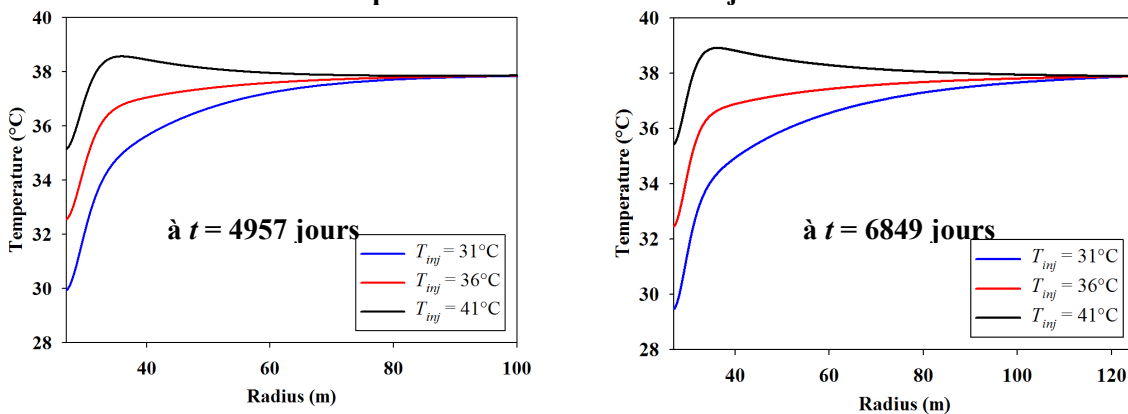 40
38
36
34
32
30
28
Temperature (°C)
à t = 4957 jours
T_inj = 31°C
T_inj = 36°C
T_inj = 41°C
40 60 80 100
Radius (m)
40
38
36
34
32
30
28
Temperature (°C)
à t = 6849 jours
T_inj = 31°C
T_inj = 36°C
T_inj = 41°C
40 60 80 100 120
Radius (m)